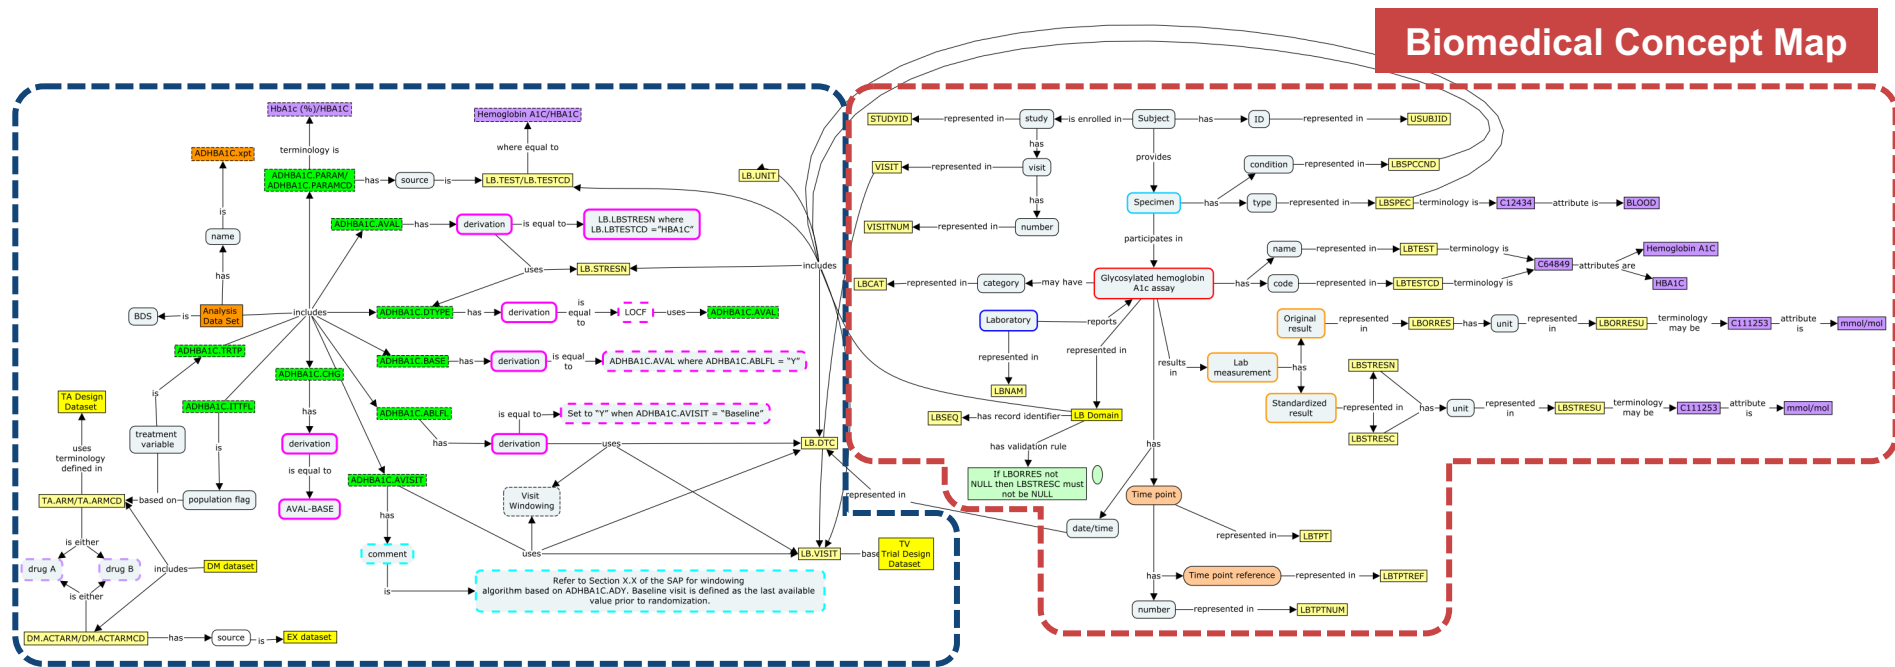 Biomedical Concept Map
HbA1c (%)/HBA1C
terminology is
ADHBA1C.PARAM/
ADHBA1C.PARAMCD
has
source
is
LB.TEST/LB.TESTCD
where equal to
Hemoglobin A1C/HBA1C
ADHBA1C.xpt
is
name
has
Analysis
Data Set
is
BDS
includes
ADHBA1C.AVAL
has
derivation
is equal to
LB.LBSTRESN where
LB.LBTESTCD ="HBA1C"
uses
LB.STRESN
LB.UNIT
includes
ADHBA1C.DTYPE
has
derivation
is
equal
to
LOCF
uses
ADHBA1C.AVAL
ADHBA1C.BASE
has
derivation
is equal
to
ADHBA1C.AVAL where ADHBA1C.ABLFL = "Y"
ADHBA1C.TRTP
is
treatment
variable
based on
ADHBA1C.ITTFL
is
population flag
ADHBA1C.CHG
has
derivation
is equal to
AVAL-BASE
ADHBA1C.ABLFL
has
derivation
is equal to
Set to "Y" when ADHBA1C.AVISIT = "Baseline"
uses
LB.DTC
Visit
Windowing
ADHBA1C.AVISIT
has
comment
is
Refer to Section X.X of the SAP for windowing
algorithm based on ADHBA1C.ADY. Baseline visit is defined as the last available
value prior to randomization.
uses
LB.VISIT
base
TV
Trial Design
Dataset
TA Design
Dataset
uses
terminology
defined in
TA.ARM/TA.ARMCD
is either
drug A
drug B
is either
includes
DM dataset
DM.ACTARM/DM.ACTARMCD
has
source
is
EX dataset
STUDYID
represented in
study
is enrolled in
Subject
has
ID
represented in
USUBJID
has
VISIT
represented in
visit
has
VISITNUM
represented in
number
provides
Specimen
has
condition
represented in
LBSPCCND
type
represented in
LBSPEC
terminology is
C12434
attribute is
BLOOD
participates in
Glycosylated hemoglobin
A1c assay
may have
category
represented in
LBCAT
has
name
represented in
LBTEST
terminology is
code
represented in
LBTESTCD
terminology is
C64849
attributes are
Hemoglobin A1C
HBA1C
Laboratory
reports
represented in
LBNAM
represented in
LB Domain
has record identifier
LBSEQ
has validation rule
If LBORRES not
NULL then LBSTRESC must
not be NULL
results
in
Lab
measurement
has
Original
result
represented
in
LBORRES
has
unit
represented
in
LBORRESU
terminology
may be
C111253
attribute
is
mmol/mol
Standardized
result
represented in
LBSTRESN
LBSTRESC
has
unit
represented
in
LBSTRESU
terminology
may be
C111253
attribute
is
mmol/mol
has
date/time
represented in
Time point
represented in
LBTPT
has
Time point reference
represented in
LBTPTREF
number
represented in
LBTPTNUM